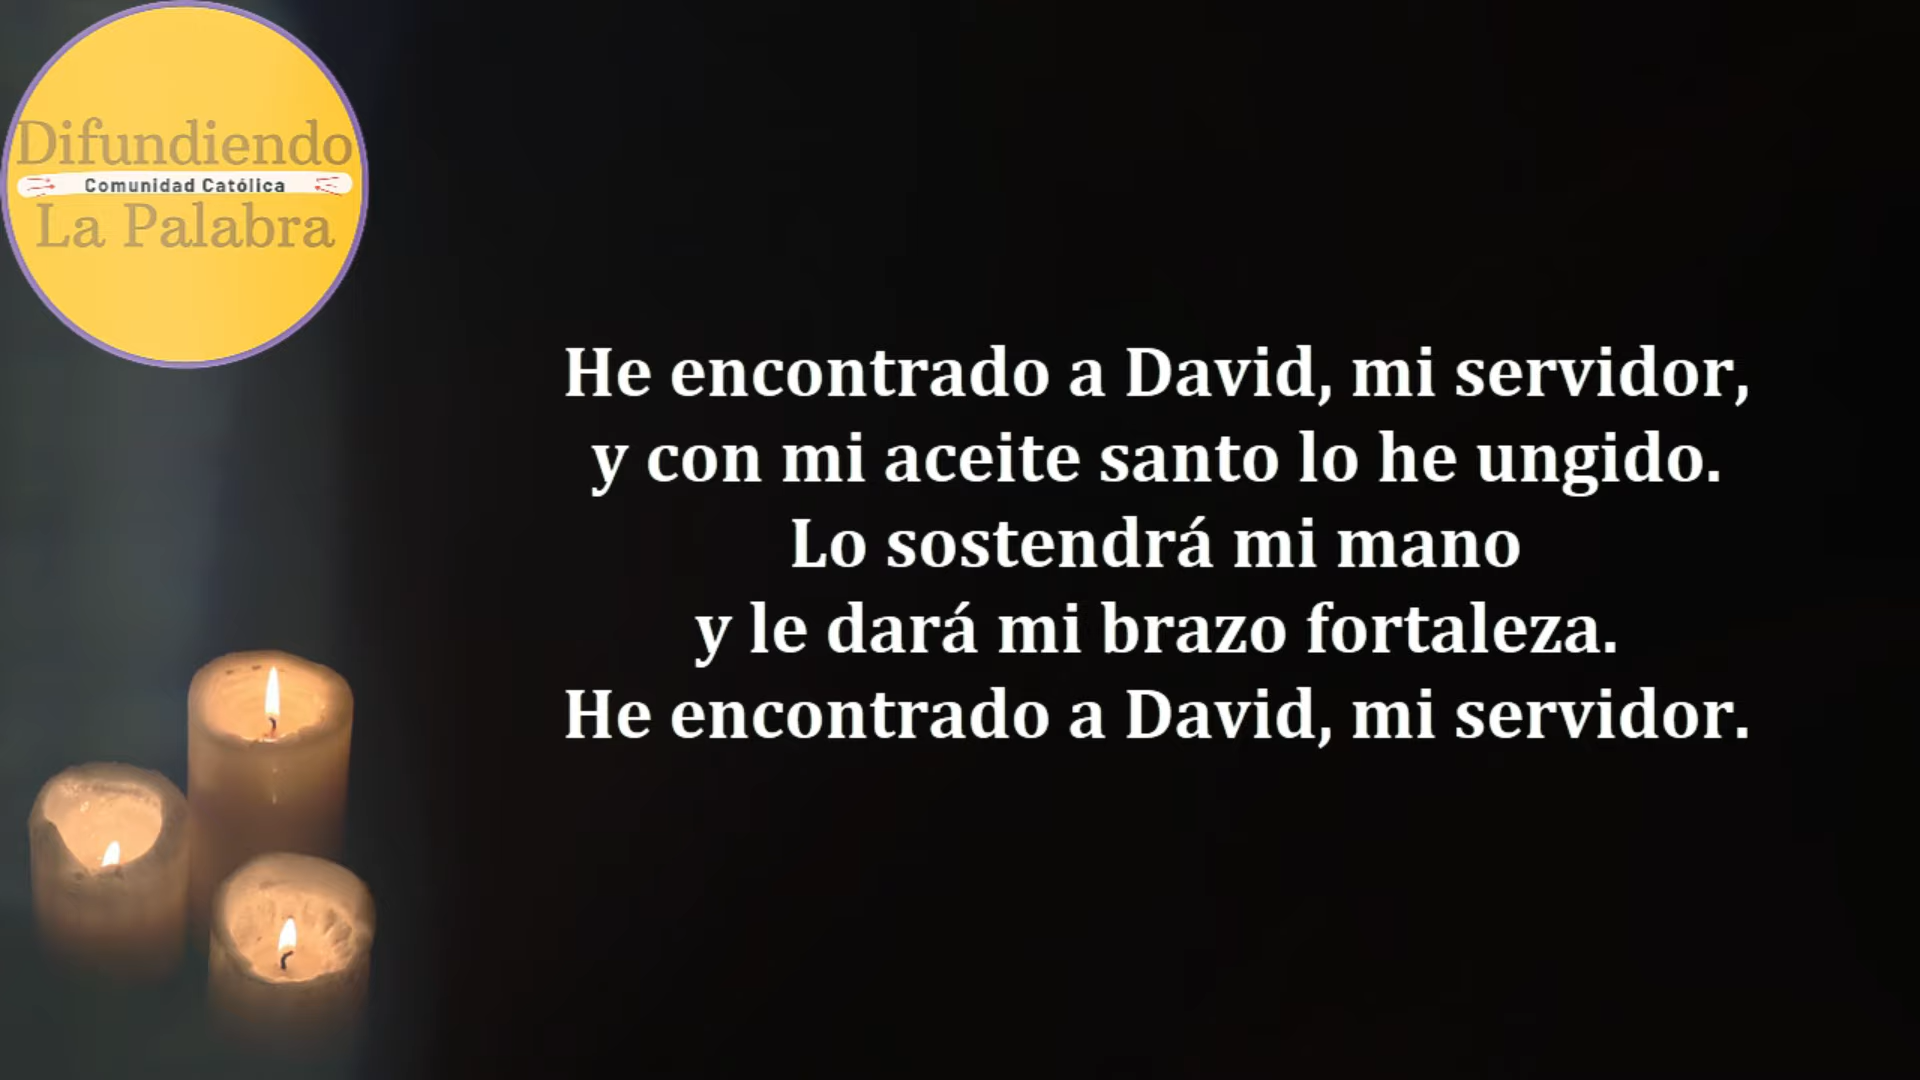 Difundiendo
Comunidad Católica
La Palabra
He encontrado a David, mi servidor,
y con mi aceite santo lo he ungido.
Lo sostendrá mi mano
y le dará mi brazo fortaleza.
He encontrado a David, mi servidor.